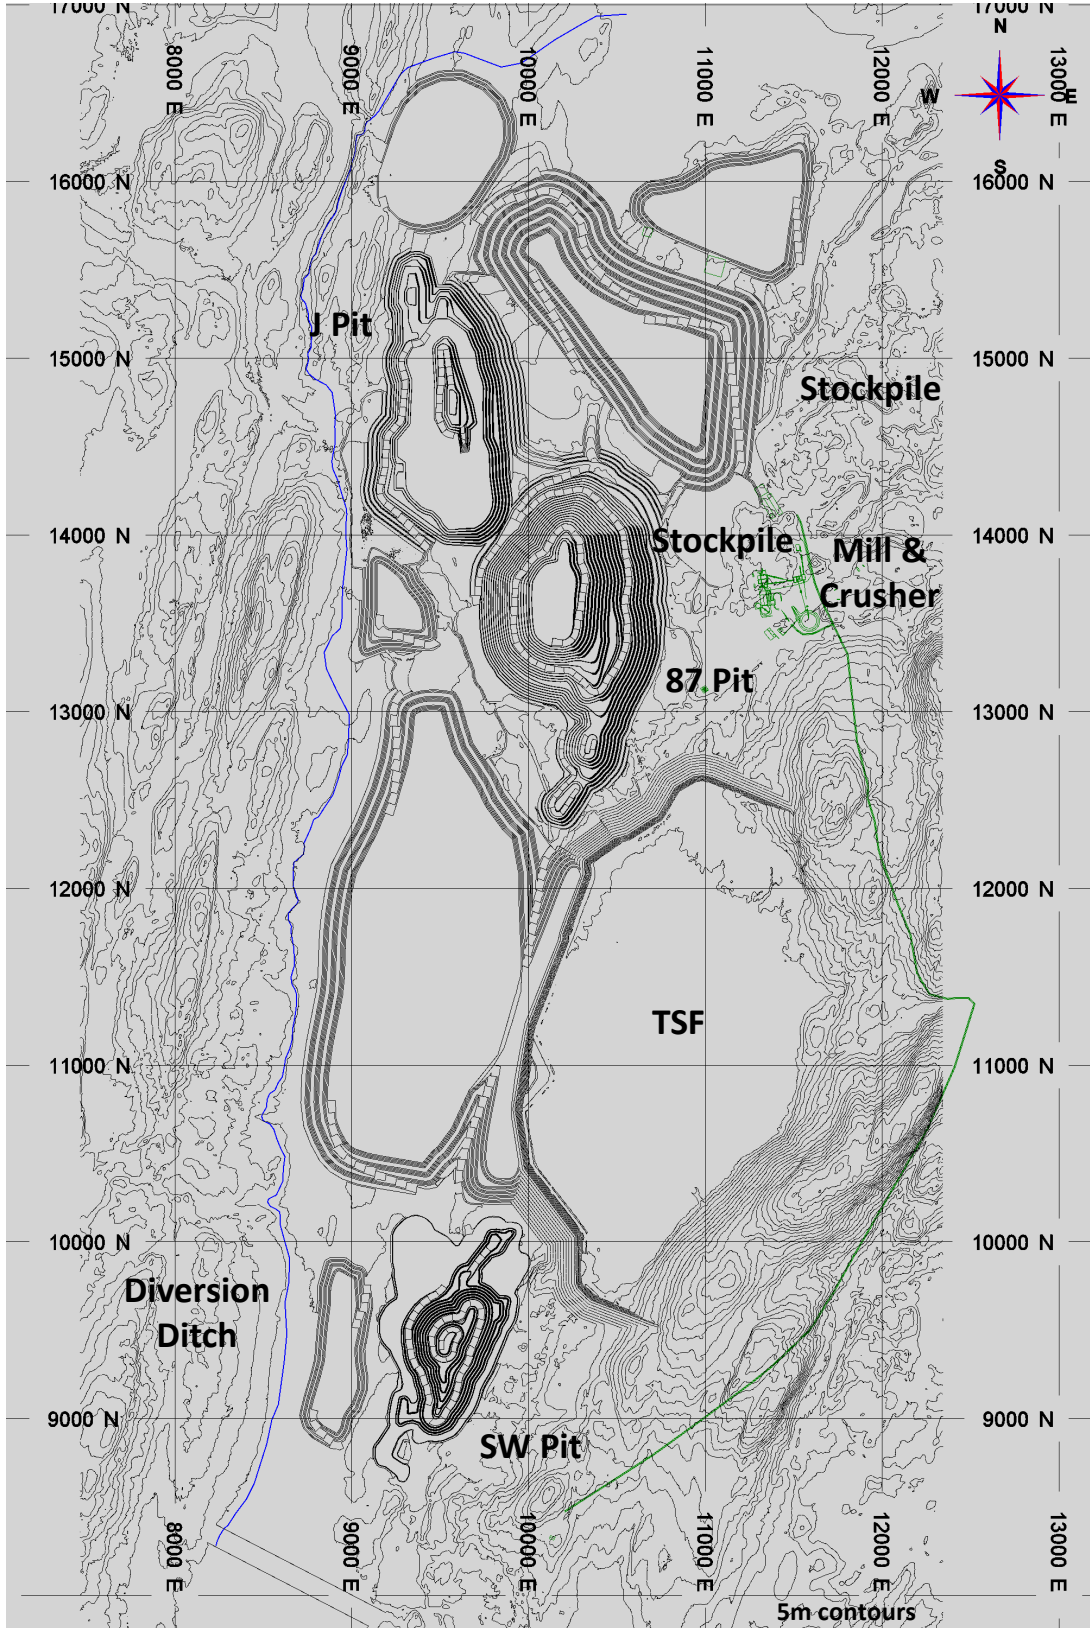 17000 N
17000 N
N
8000 E
9000 E
10000 E
11000 E
12000 E
13000 E
W
E
S
16000 N
16000 N
J Pit
15000 N
15000 N
Stockpile
14000 N
14000 N
Stockpile
Mill &
Crusher
87 Pit
13000 N
13000 N
12000 N
12000 N
TSF
11000 N
11000 N
10000 N
10000 N
Diversion
Ditch
9000 N
9000 N
SW Pit
8000 E
9000 E
10000 E
11000 E
12000 E
13000 E
5m contours